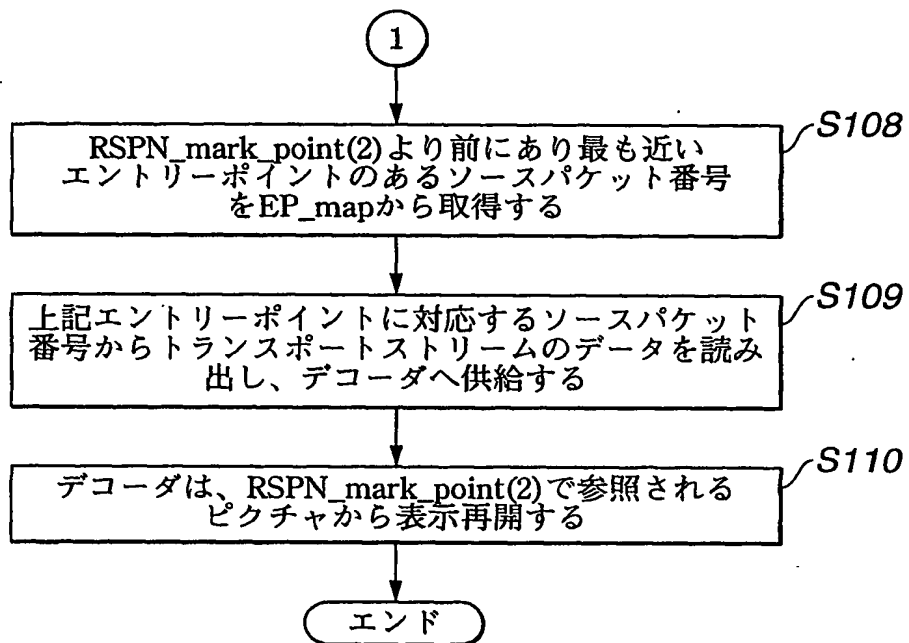 1
S108
RSPN_mark_point(2)より前にあり最も近い
エントリーポイントのあるソースパケット番号
をEP_mapから取得する
S109
上記エントリーポイントに対応するソースパケット
番号からトランスポートストリームのデータを読み
出し、デコーダへ供給する
S110
デコーダは、RSPN_mark_point(2)で参照される
ピクチャから表示再開する
エンド